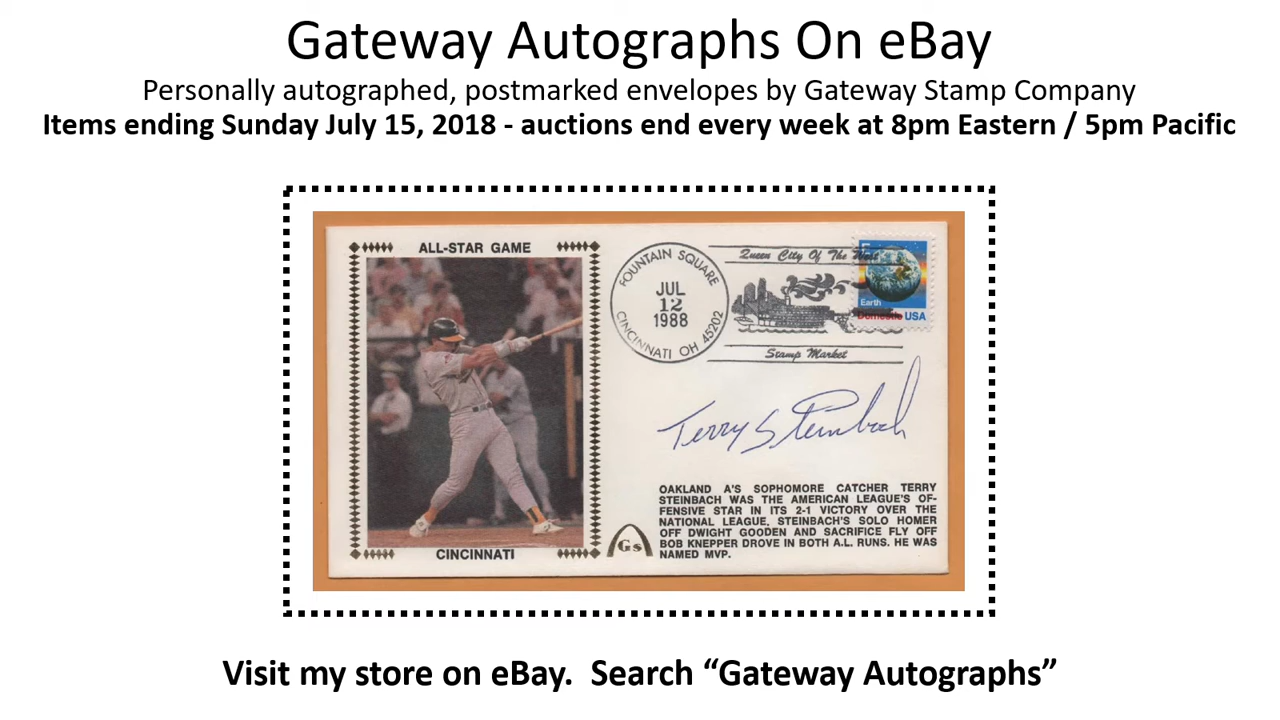 Gateway Autographs On eBay
Personally autographed, postmarked envelopes by Gateway Stamp Company
Items ending Sunday July 15, 2018 - auctions end every week at 8pm Eastern / 5pm Pacific
ALL-STAR GAME
CINCINNATI
FOUNTAIN SQUARE
JUL
12
1988
CINCINNATI OH 45202
Queen City Of The West
Stamp Market
E
Earth
Domestic USA
Terry Steinbach
OAKLAND A'S SOPHOMORE CATCHER TERRY
STEINBACH WAS THE AMERICAN LEAGUE'S OF-
FENSIVE STAR IN ITS 2-1 VICTORY OVER THE
NATIONAL LEAGUE. STEINBACH'S SOLO HOMER
OFF DWIGHT GOODEN AND SACRIFICE FLY OFF
BOB KNEPPER DROVE IN BOTH A.L. RUNS. HE WAS
NAMED MVP.
Gs
Visit my store on eBay.  Search “Gateway Autographs”